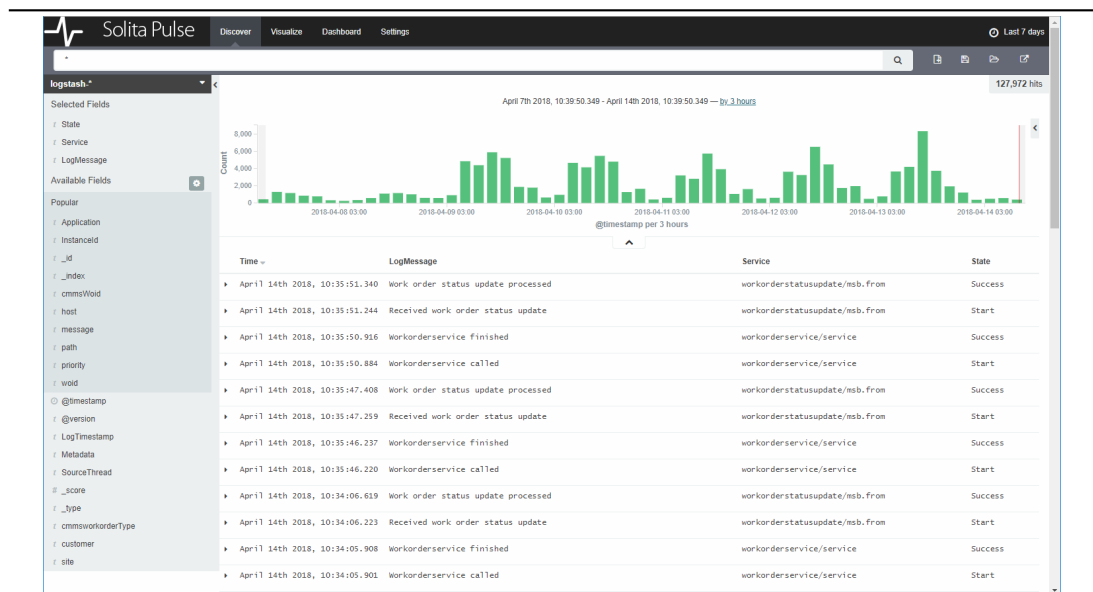 Solita Pulse
Discover Visualize Dashboard Settings
Last 7 days
*
logstash-*
127,972 hits
Selected Fields
t State
t Service
t LogMessage
Available Fields
Popular
t Application
t InstanceId
t _id
t _index
t cmmsWoid
t host
t message
t path
t priority
t woid
@timestamp
t @version
t LogTimestamp
t Metadata
t SourceThread
# _score
t _type
t cmmsworkorderType
t customer
t site
April 7th 2018, 10:39:50.349 - April 14th 2018, 10:39:50.349 — by 3 hours
Count
8,000
6,000
4,000
2,000
0
2018-04-08 03:00 2018-04-09 03:00 2018-04-10 03:00 2018-04-11 03:00 2018-04-12 03:00 2018-04-13 03:00 2018-04-14 03:00
@timestamp per 3 hours
Time LogMessage Service State
April 14th 2018, 10:35:51.340 Work order status update processed workorderstatusupdate/msb.from Success
April 14th 2018, 10:35:51.244 Received work order status update workorderstatusupdate/msb.from Start
April 14th 2018, 10:35:50.916 Workorderservice finished workorderservice/service Success
April 14th 2018, 10:35:50.884 Workorderservice called workorderservice/service Start
April 14th 2018, 10:35:47.408 Work order status update processed workorderstatusupdate/msb.from Success
April 14th 2018, 10:35:47.259 Received work order status update workorderstatusupdate/msb.from Start
April 14th 2018, 10:35:46.237 Workorderservice finished workorderservice/service Success
April 14th 2018, 10:35:46.220 Workorderservice called workorderservice/service Start
April 14th 2018, 10:34:06.619 Work order status update processed workorderstatusupdate/msb.from Success
April 14th 2018, 10:34:06.223 Received work order status update workorderstatusupdate/msb.from Start
April 14th 2018, 10:34:05.908 Workorderservice finished workorderservice/service Success
April 14th 2018, 10:34:05.901 Workorderservice called workorderservice/service Start